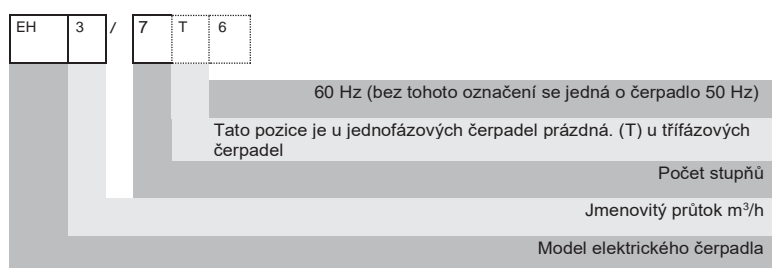 EH 3 / 7 T 6
60 Hz (bez tohoto označení se jedná o čerpadlo 50 Hz)
Tato pozice je u jednofázových čerpadel prázdná. (T) u třífázových
čerpadel
Počet stupňů
Jmenovitý průtok m³/h
Model elektrického čerpadla